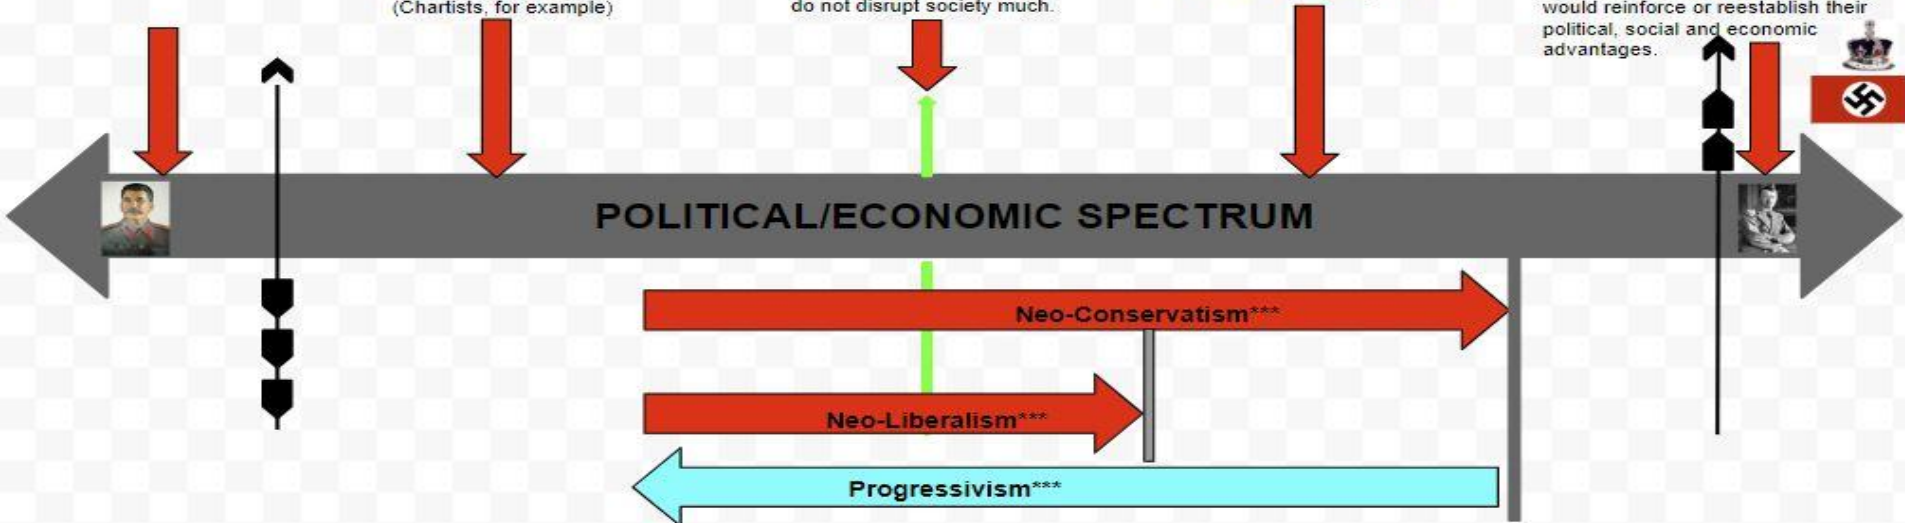 (Chartists, for example)
do not disrupt society much.
would reinforce or reestablish their
political, social and economic
advantages.
POLITICAL/ECONOMIC SPECTRUM
Neo-Conservatism***
Neo-Liberalism***
Progressivism***